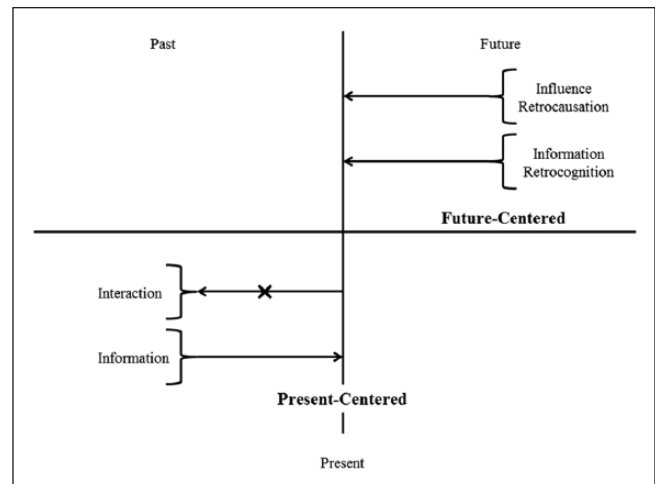 Past
Future
Influence
Retrocausation
Information
Retrocognition
Future-Centered
Interaction
Information
Present-Centered
Present